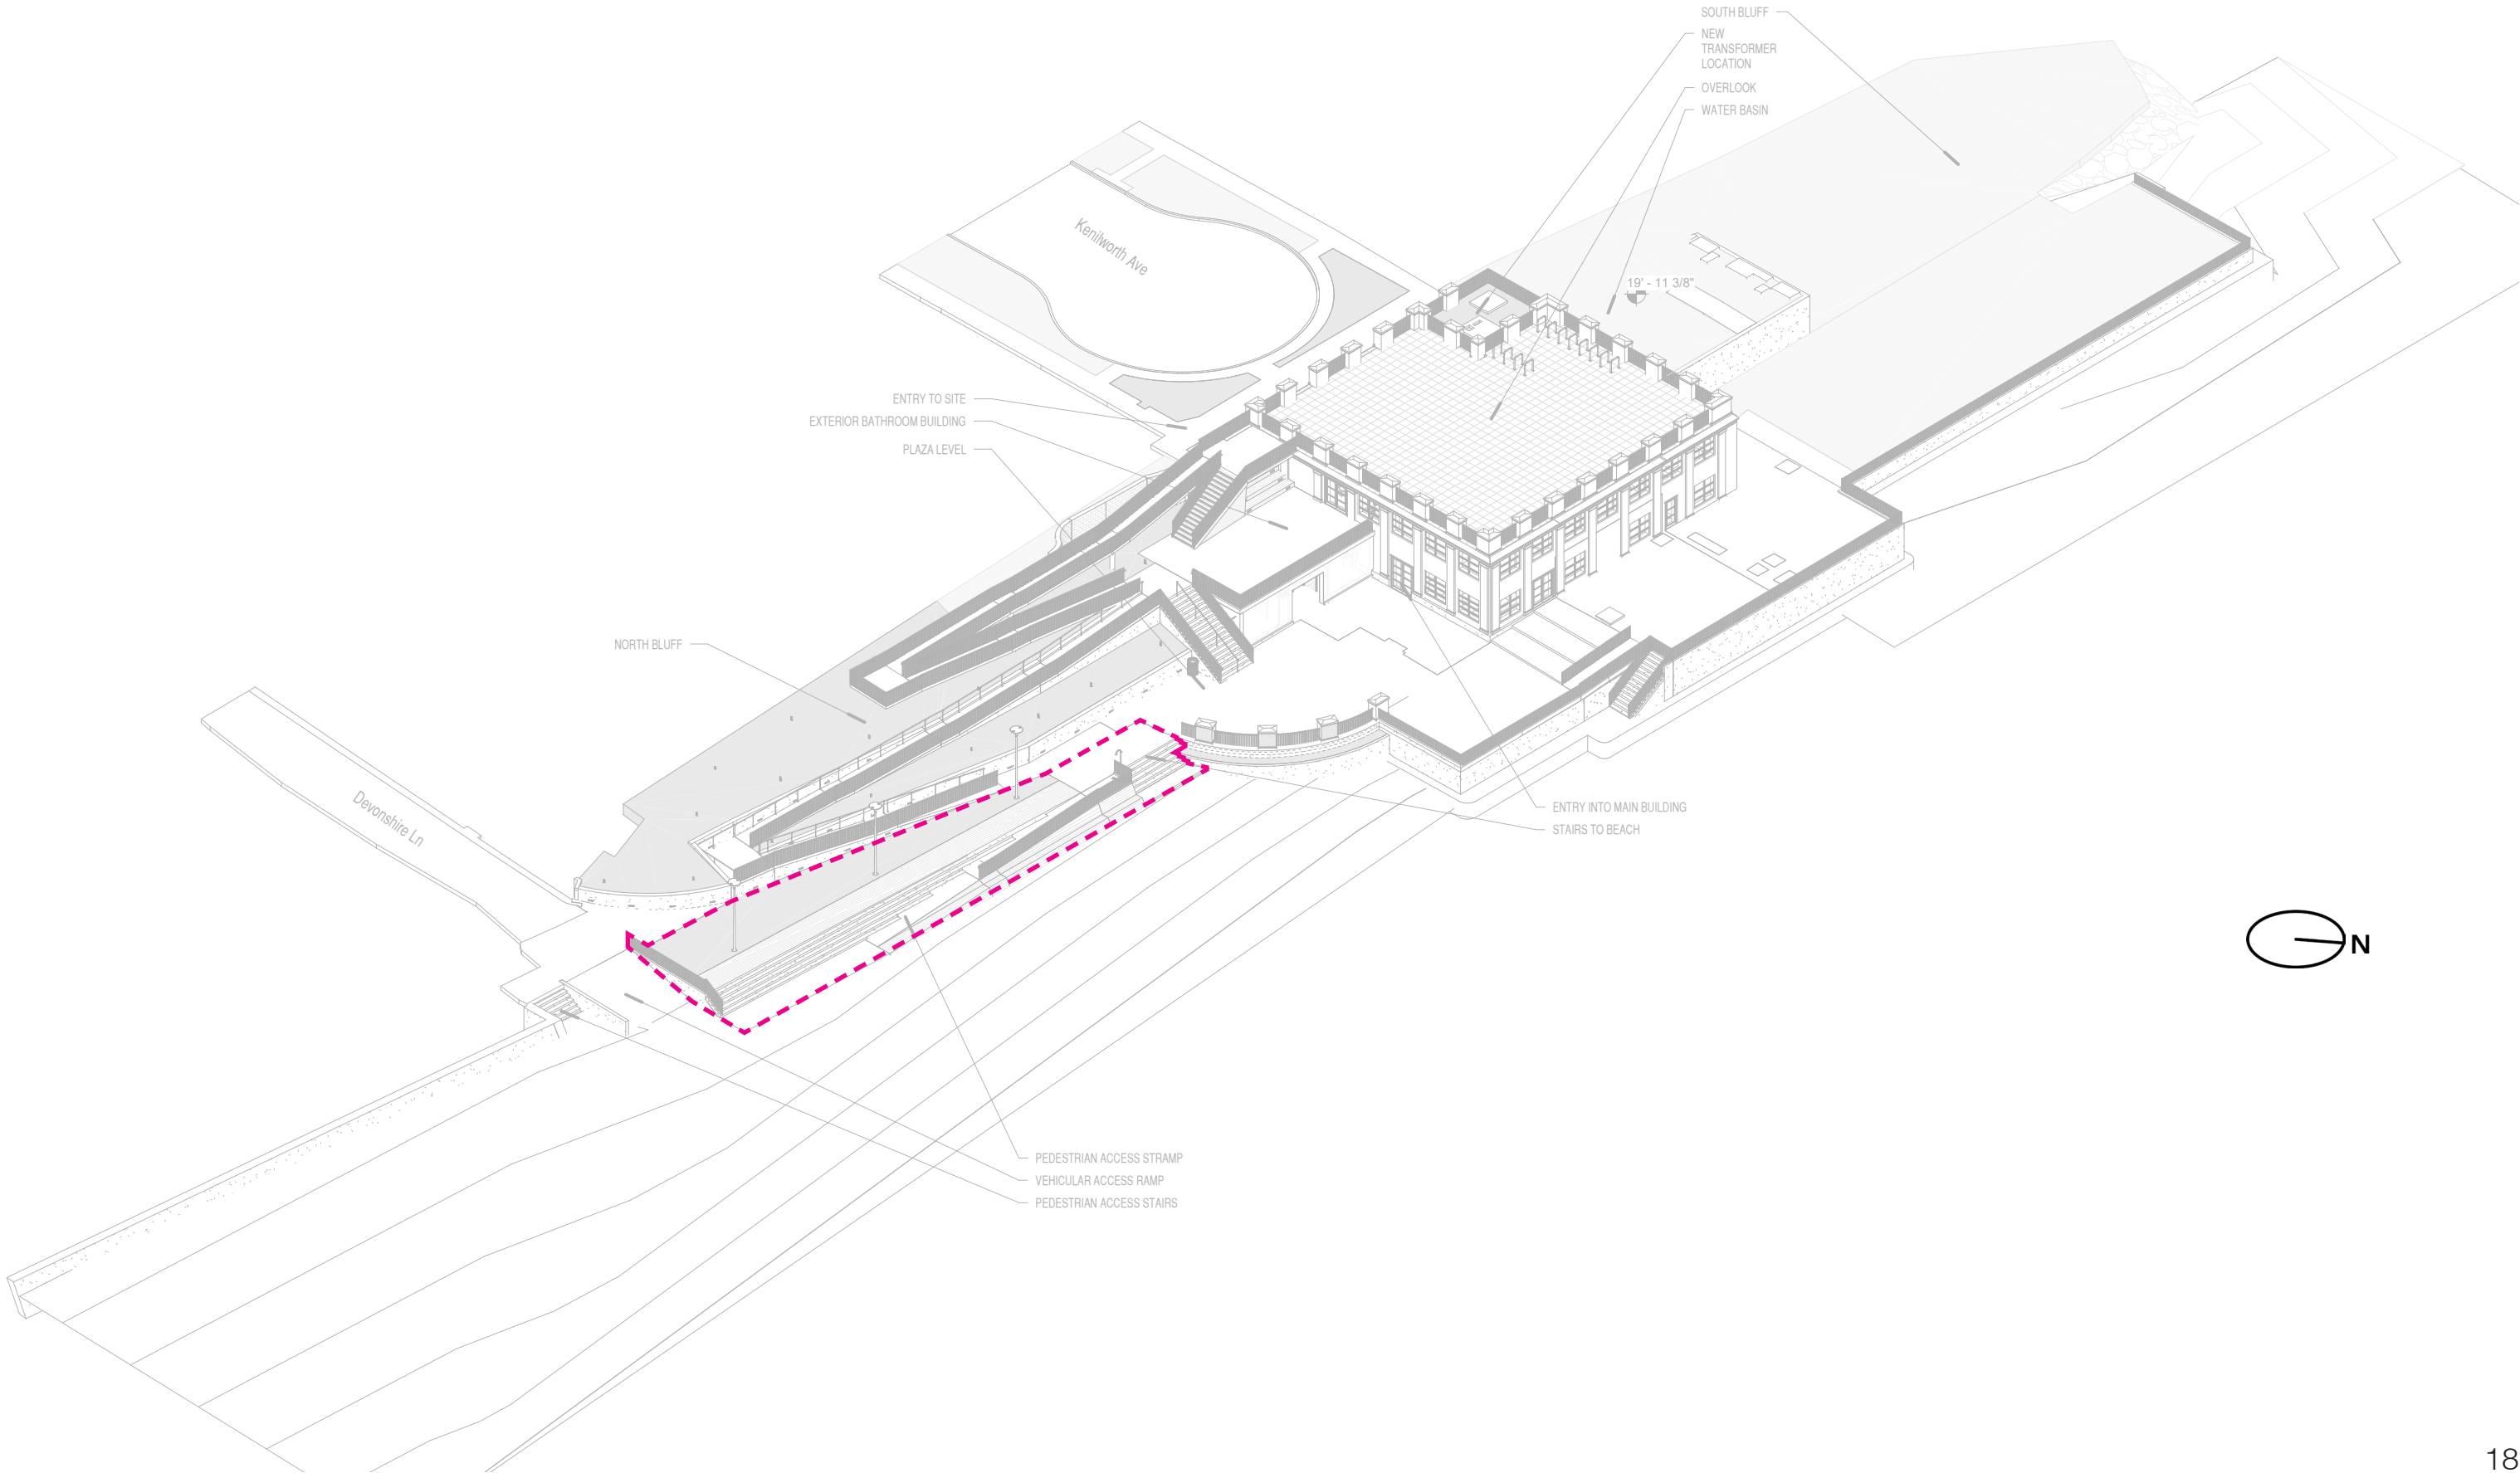 SOUTH BLUFF
NEW
TRANSFORMER
LOCATION
OVERLOOK
WATER BASIN
Kenilworth Ave
19' - 11 3/8"
ENTRY TO SITE
EXTERIOR BATHROOM BUILDING
PLAZA LEVEL
NORTH BLUFF
Devonshire Ln
ENTRY INTO MAIN BUILDING
STAIRS TO BEACH
N
PEDESTRIAN ACCESS STRAMP
VEHICULAR ACCESS RAMP
PEDESTRIAN ACCESS STAIRS
18